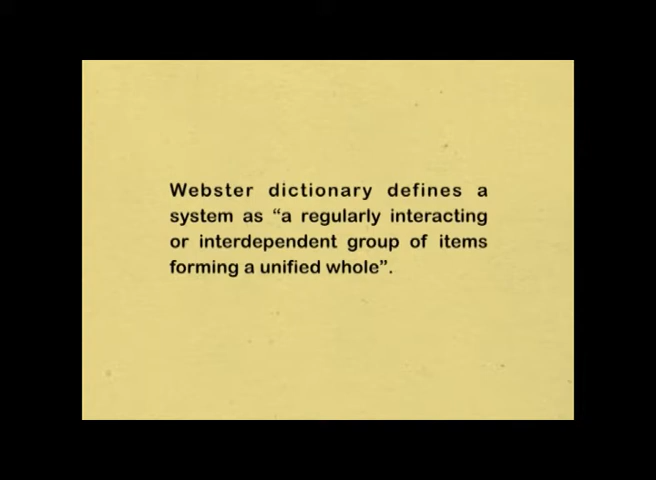 Webster dictionary defines a
system as “a regularly interacting
or interdependent group of items
forming a unified whole”.